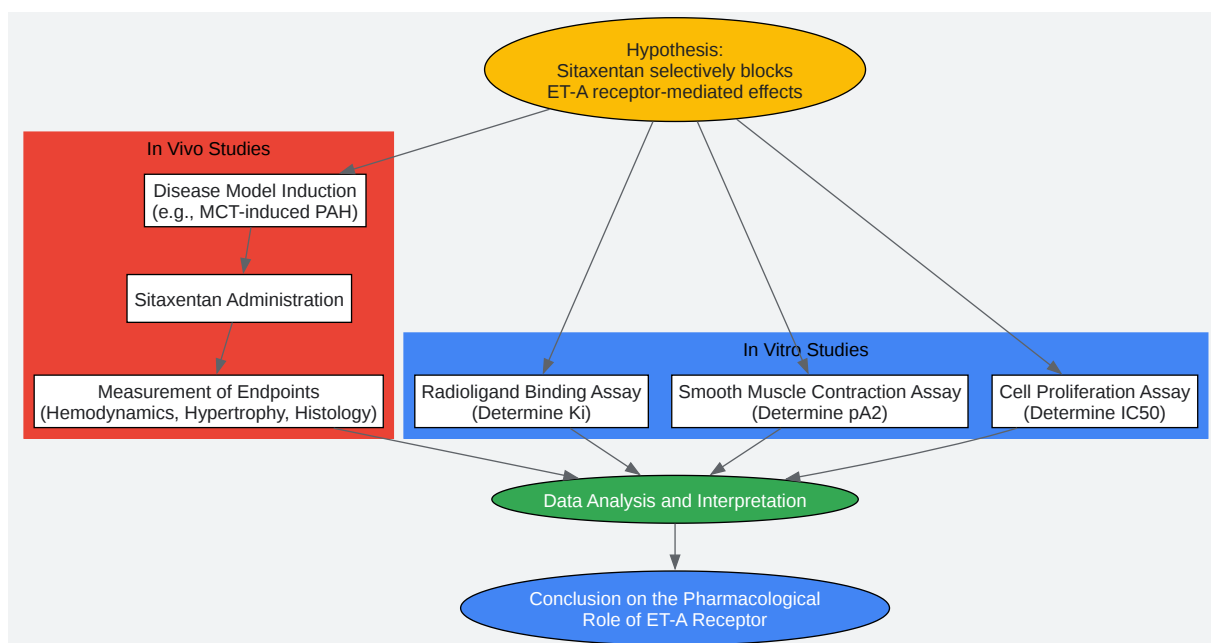 Hypothesis:
Sitaxentan selectively blocks
ET-A receptor-mediated effects
In Vivo Studies
Disease Model Induction
(e.g., MCT-induced PAH)
Sitaxentan Administration
Measurement of Endpoints
(Hemodynamics, Hypertrophy, Histology)
In Vitro Studies
Radioligand Binding Assay
(Determine Ki)
Smooth Muscle Contraction Assay
(Determine pA2)
Cell Proliferation Assay
(Determine IC50)
Data Analysis and Interpretation
Conclusion on the Pharmacological
Role of ET-A Receptor